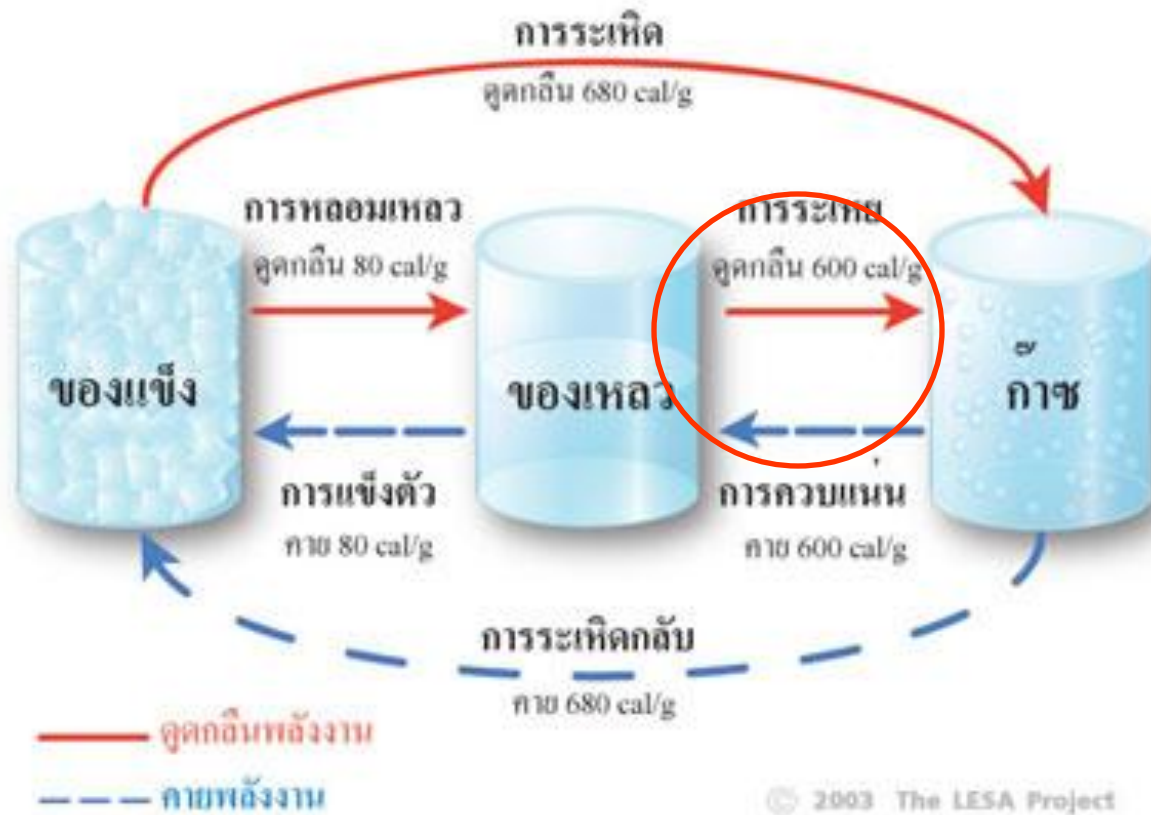 การระเหิด
ดูดกลืน 680 cal/g
การหลอมเหลว
ดูดกลืน 80 cal/g
การระเหย
ดูดกลืน 600 cal/g
ของแข็ง
ของเหลว
ก๊าซ
การแข็งตัว
คาย 80 cal/g
การควบแน่น
คาย 600 cal/g
การระเหิดกลับ
คาย 680 cal/g
ดูดกลืนพลังงาน
คายพลังงาน
© 2003 The LESA Project